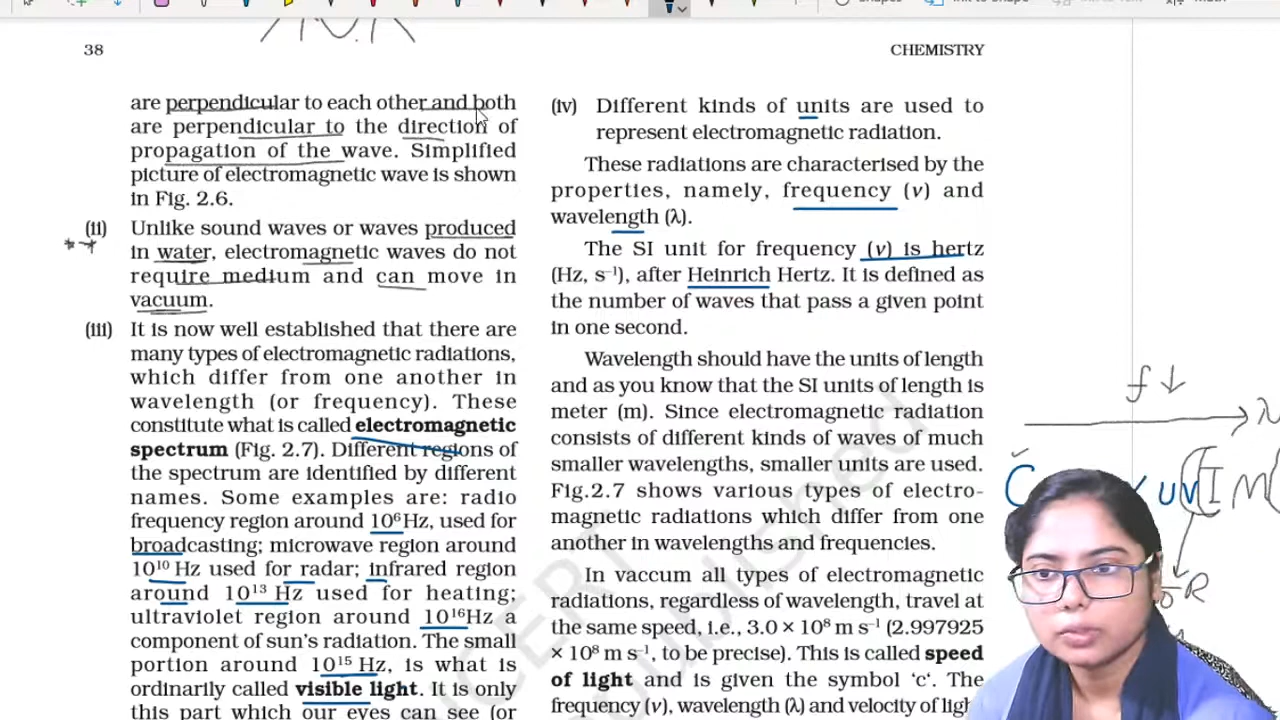 38
CHEMISTRY
are perpendicular to each other and both
are perpendicular to the direction of
propagation of the wave. Simplified
picture of electromagnetic wave is shown
in Fig. 2.6.
(ii) Unlike sound waves or waves produced
in water, electromagnetic waves do not
require medium and can move in
vacuum.
(iii) It is now well established that there are
many types of electromagnetic radiations,
which differ from one another in
wavelength (or frequency). These
constitute what is called electromagnetic
spectrum (Fig. 2.7). Different regions of
the spectrum are identified by different
names. Some examples are: radio
frequency region around 10⁶ Hz, used for
broadcasting; microwave region around
10¹⁰ Hz used for radar; infrared region
around 10¹³ Hz used for heating;
ultraviolet region around 10¹⁶Hz a
component of sun's radiation. The small
portion around 10¹⁵ Hz, is what is
ordinarily called visible light. It is only
this part which our eyes can see (or
(iv) Different kinds of units are used to
represent electromagnetic radiation.
These radiations are characterised by the
properties, namely, frequency (ν) and
wavelength (λ).
The SI unit for frequency (ν) is hertz
(Hz, s⁻¹), after Heinrich Hertz. It is defined as
the number of waves that pass a given point
in one second.
Wavelength should have the units of length
and as you know that the SI units of length is
meter (m). Since electromagnetic radiation
consists of different kinds of waves of much
smaller wavelengths, smaller units are used.
Fig.2.7 shows various types of electro-
magnetic radiations which differ from one
another in wavelengths and frequencies.
In vaccum all types of electromagnetic
radiations, regardless of wavelength, travel at
the same speed, i.e., 3.0 × 10⁸ m s⁻¹ (2.997925
× 10⁸ m s⁻¹, to be precise). This is called speed
of light and is given the symbol ‘c‘. The
frequency (ν), wavelength (λ) and velocity of light
f ↓
λ
C
UV I M
R